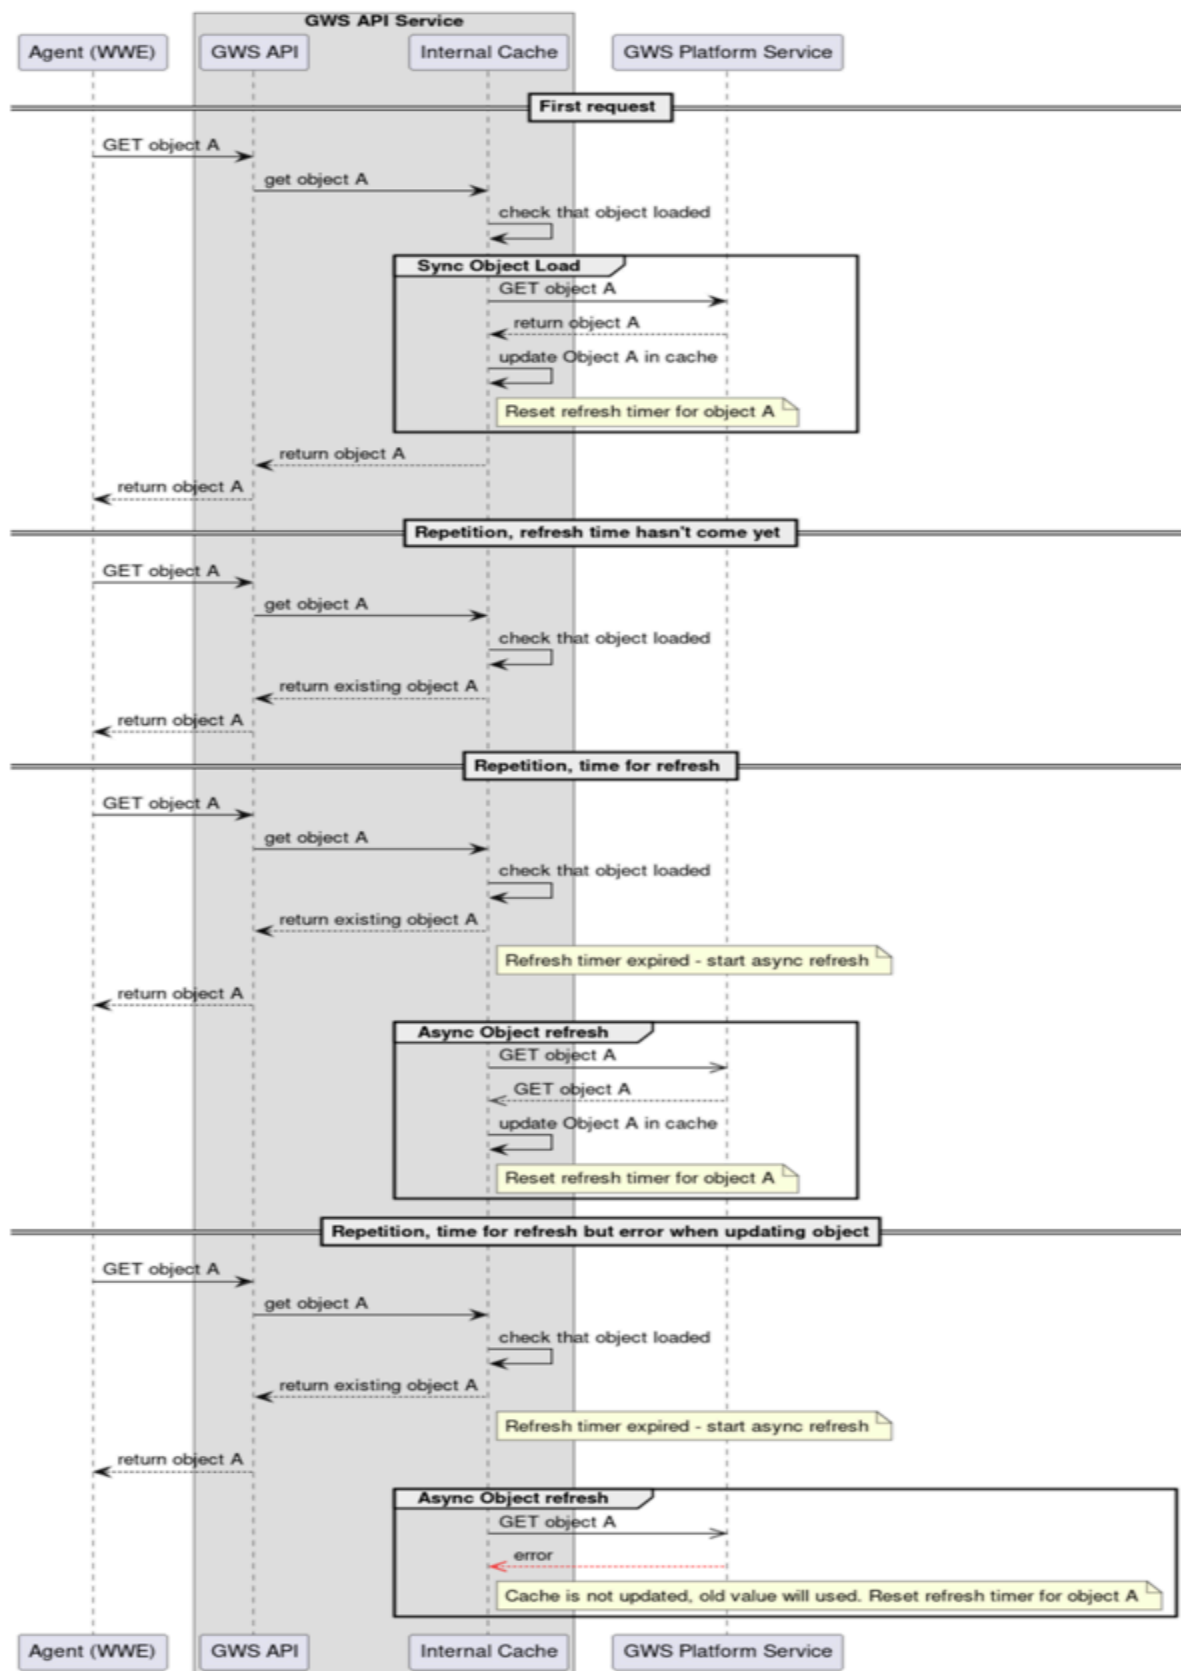 GWS API Service
Agent (WWE) GWS API Internal Cache GWS Platform Service
First request
GET object A
get object A
check that object loaded
Sync Object Load
GET object A
return object A
update Object A in cache
Reset refresh timer for object A
return object A
return object A
Repetition, refresh time hasn't come yet
GET object A
get object A
check that object loaded
return existing object A
return object A
Repetition, time for refresh
GET object A
get object A
check that object loaded
return existing object A
Refresh timer expired - start async refresh
return object A
Async Object refresh
GET object A
GET object A
update Object A in cache
Reset refresh timer for object A
Repetition, time for refresh but error when updating object
GET object A
get object A
check that object loaded
return existing object A
Refresh timer expired - start async refresh
return object A
Async Object refresh
GET object A
error
Cache is not updated, old value will used. Reset refresh timer for object A
Agent (WWE) GWS API Internal Cache GWS Platform Service